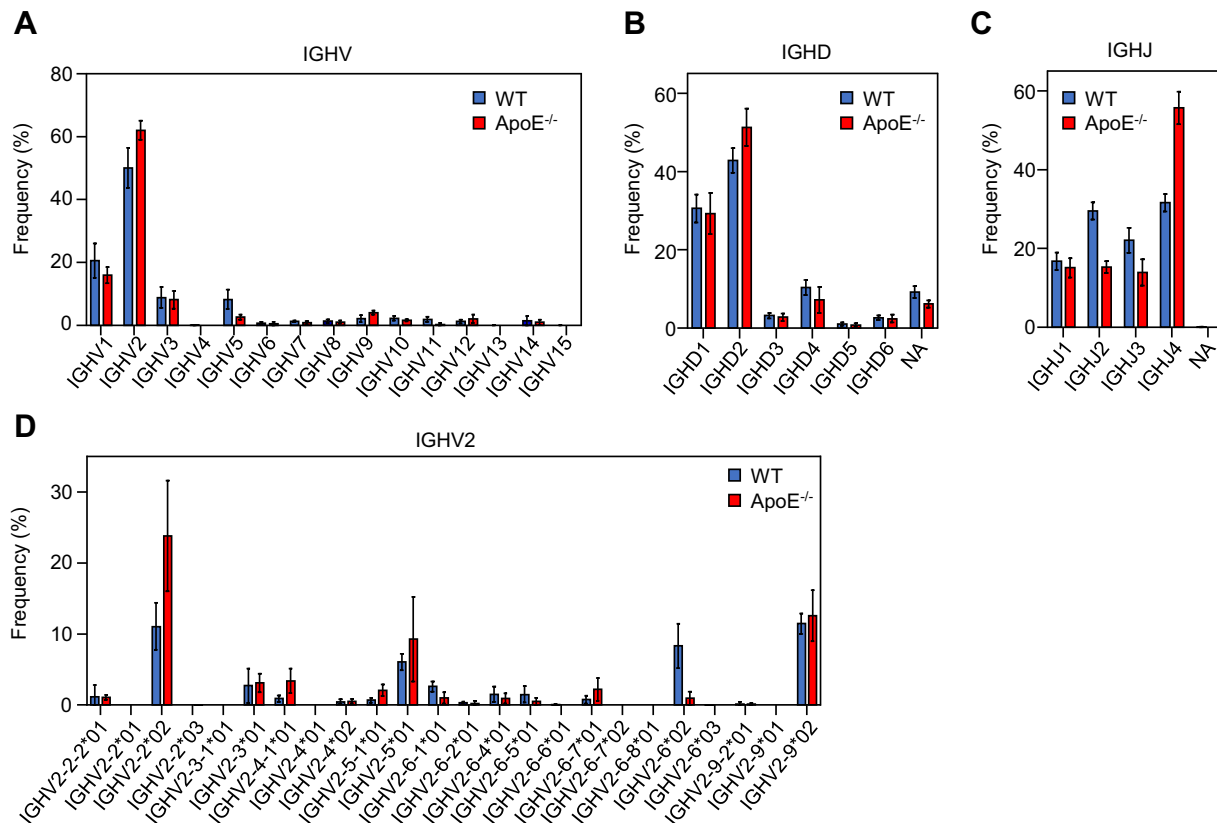 A
IGHV
Frequency (%)
80
60
40
20
0
WT
ApoE-/-
IGHV1
IGHV2
IGHV3
IGHV4
IGHV5
IGHV6
IGHV7
IGHV8
IGHV9
IGHV10
IGHV11
IGHV12
IGHV13
IGHV14
IGHV15
B
IGHD
Frequency (%)
60
40
20
0
WT
ApoE-/-
IGHD1
IGHD2
IGHD3
IGHD4
IGHD5
IGHD6
NA
C
IGHJ
Frequency (%)
60
40
20
0
WT
ApoE-/-
IGHJ1
IGHJ2
IGHJ3
IGHJ4
NA
D
IGHV2
Frequency (%)
30
20
10
0
WT
ApoE-/-
IGHV2-2-2*01
IGHV2-2*01
IGHV2-2*02
IGHV2-2*03
IGHV2-3-1*01
IGHV2-3*01
IGHV2-4-1*01
IGHV2-4*01
IGHV2-4*02
IGHV2-5-1*01
IGHV2-5*01
IGHV2-6-1*01
IGHV2-6-2*01
IGHV2-6-4*01
IGHV2-6-5*01
IGHV2-6-6*01
IGHV2-6-7*01
IGHV2-6-7*02
IGHV2-6-8*01
IGHV2-6*02
IGHV2-6*03
IGHV2-9-2*01
IGHV2-9*01
IGHV2-9*02